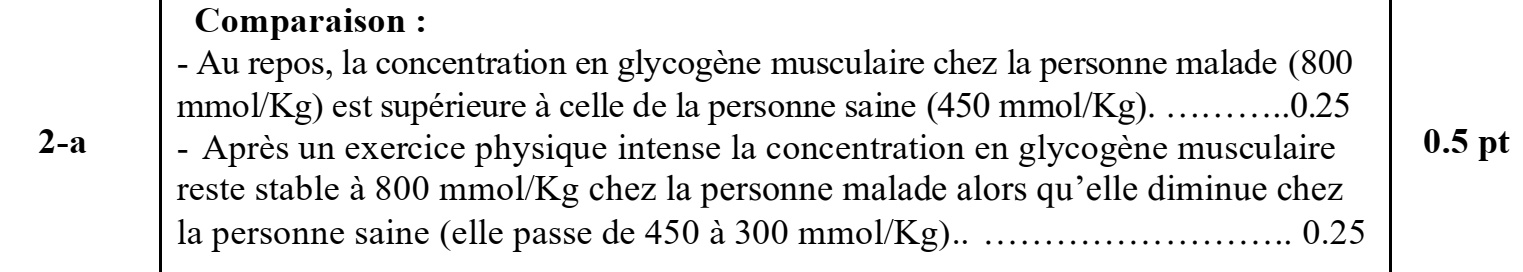 Comparaison :
- Au repos, la concentration en glycogène musculaire chez la personne malade (800
mmol/Kg) est supérieure à celle de la personne saine (450 mmol/Kg). ………..0.25
2-a
- Après un exercice physique intense la concentration en glycogène musculaire
0.5 pt
reste stable à 800 mmol/Kg chez la personne malade alors qu’elle diminue chez
la personne saine (elle passe de 450 à 300 mmol/Kg).. …………………….. 0.25